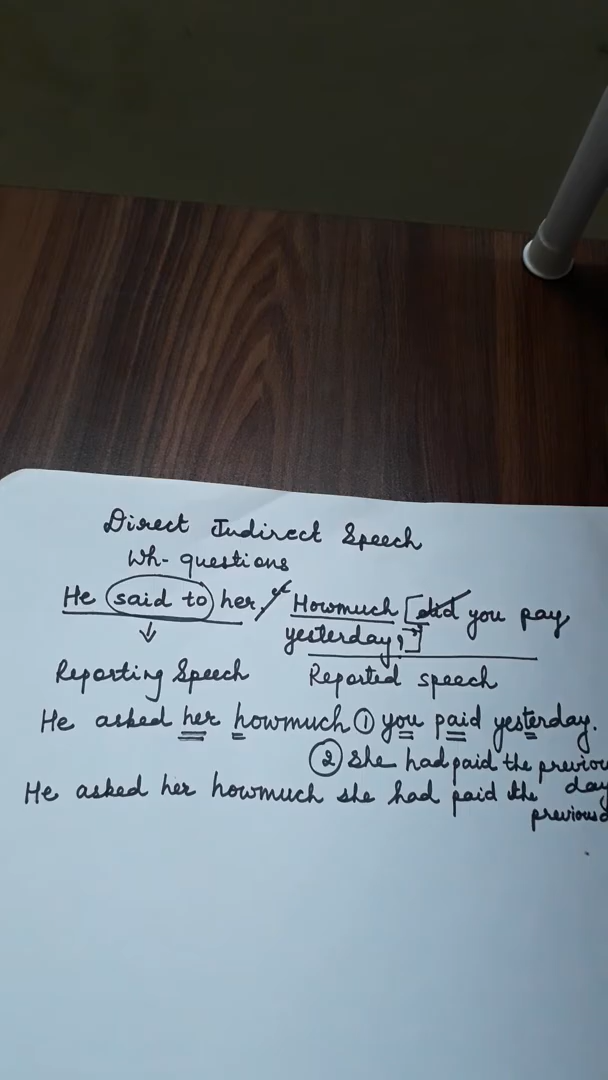 Direct Indirect Speech
Wh- questions
He said to her, " Howmuch [did you pay
yesterday,"]
Reporting Speech Reported speech
He asked her howmuch ① you paid yesterday.
② she had paid the previou
He asked her howmuch she had paid the day
previous